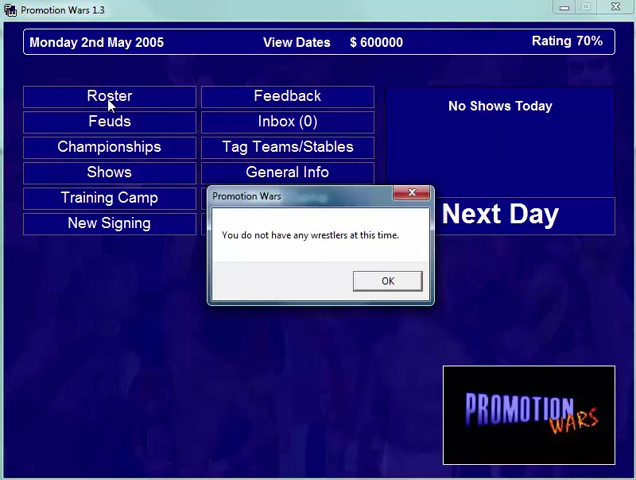 Promotion Wars 1.3
Monday 2nd May 2005 View Dates $ 600000 Rating 70%
Roster Feedback
No Shows Today
Feuds Inbox (0)
Championships Tag Teams/Stables
Shows General Info
Training Camp
New Signing
Next Day
Promotion Wars
You do not have any wrestlers at this time.
OK
PROMOTION
WARS